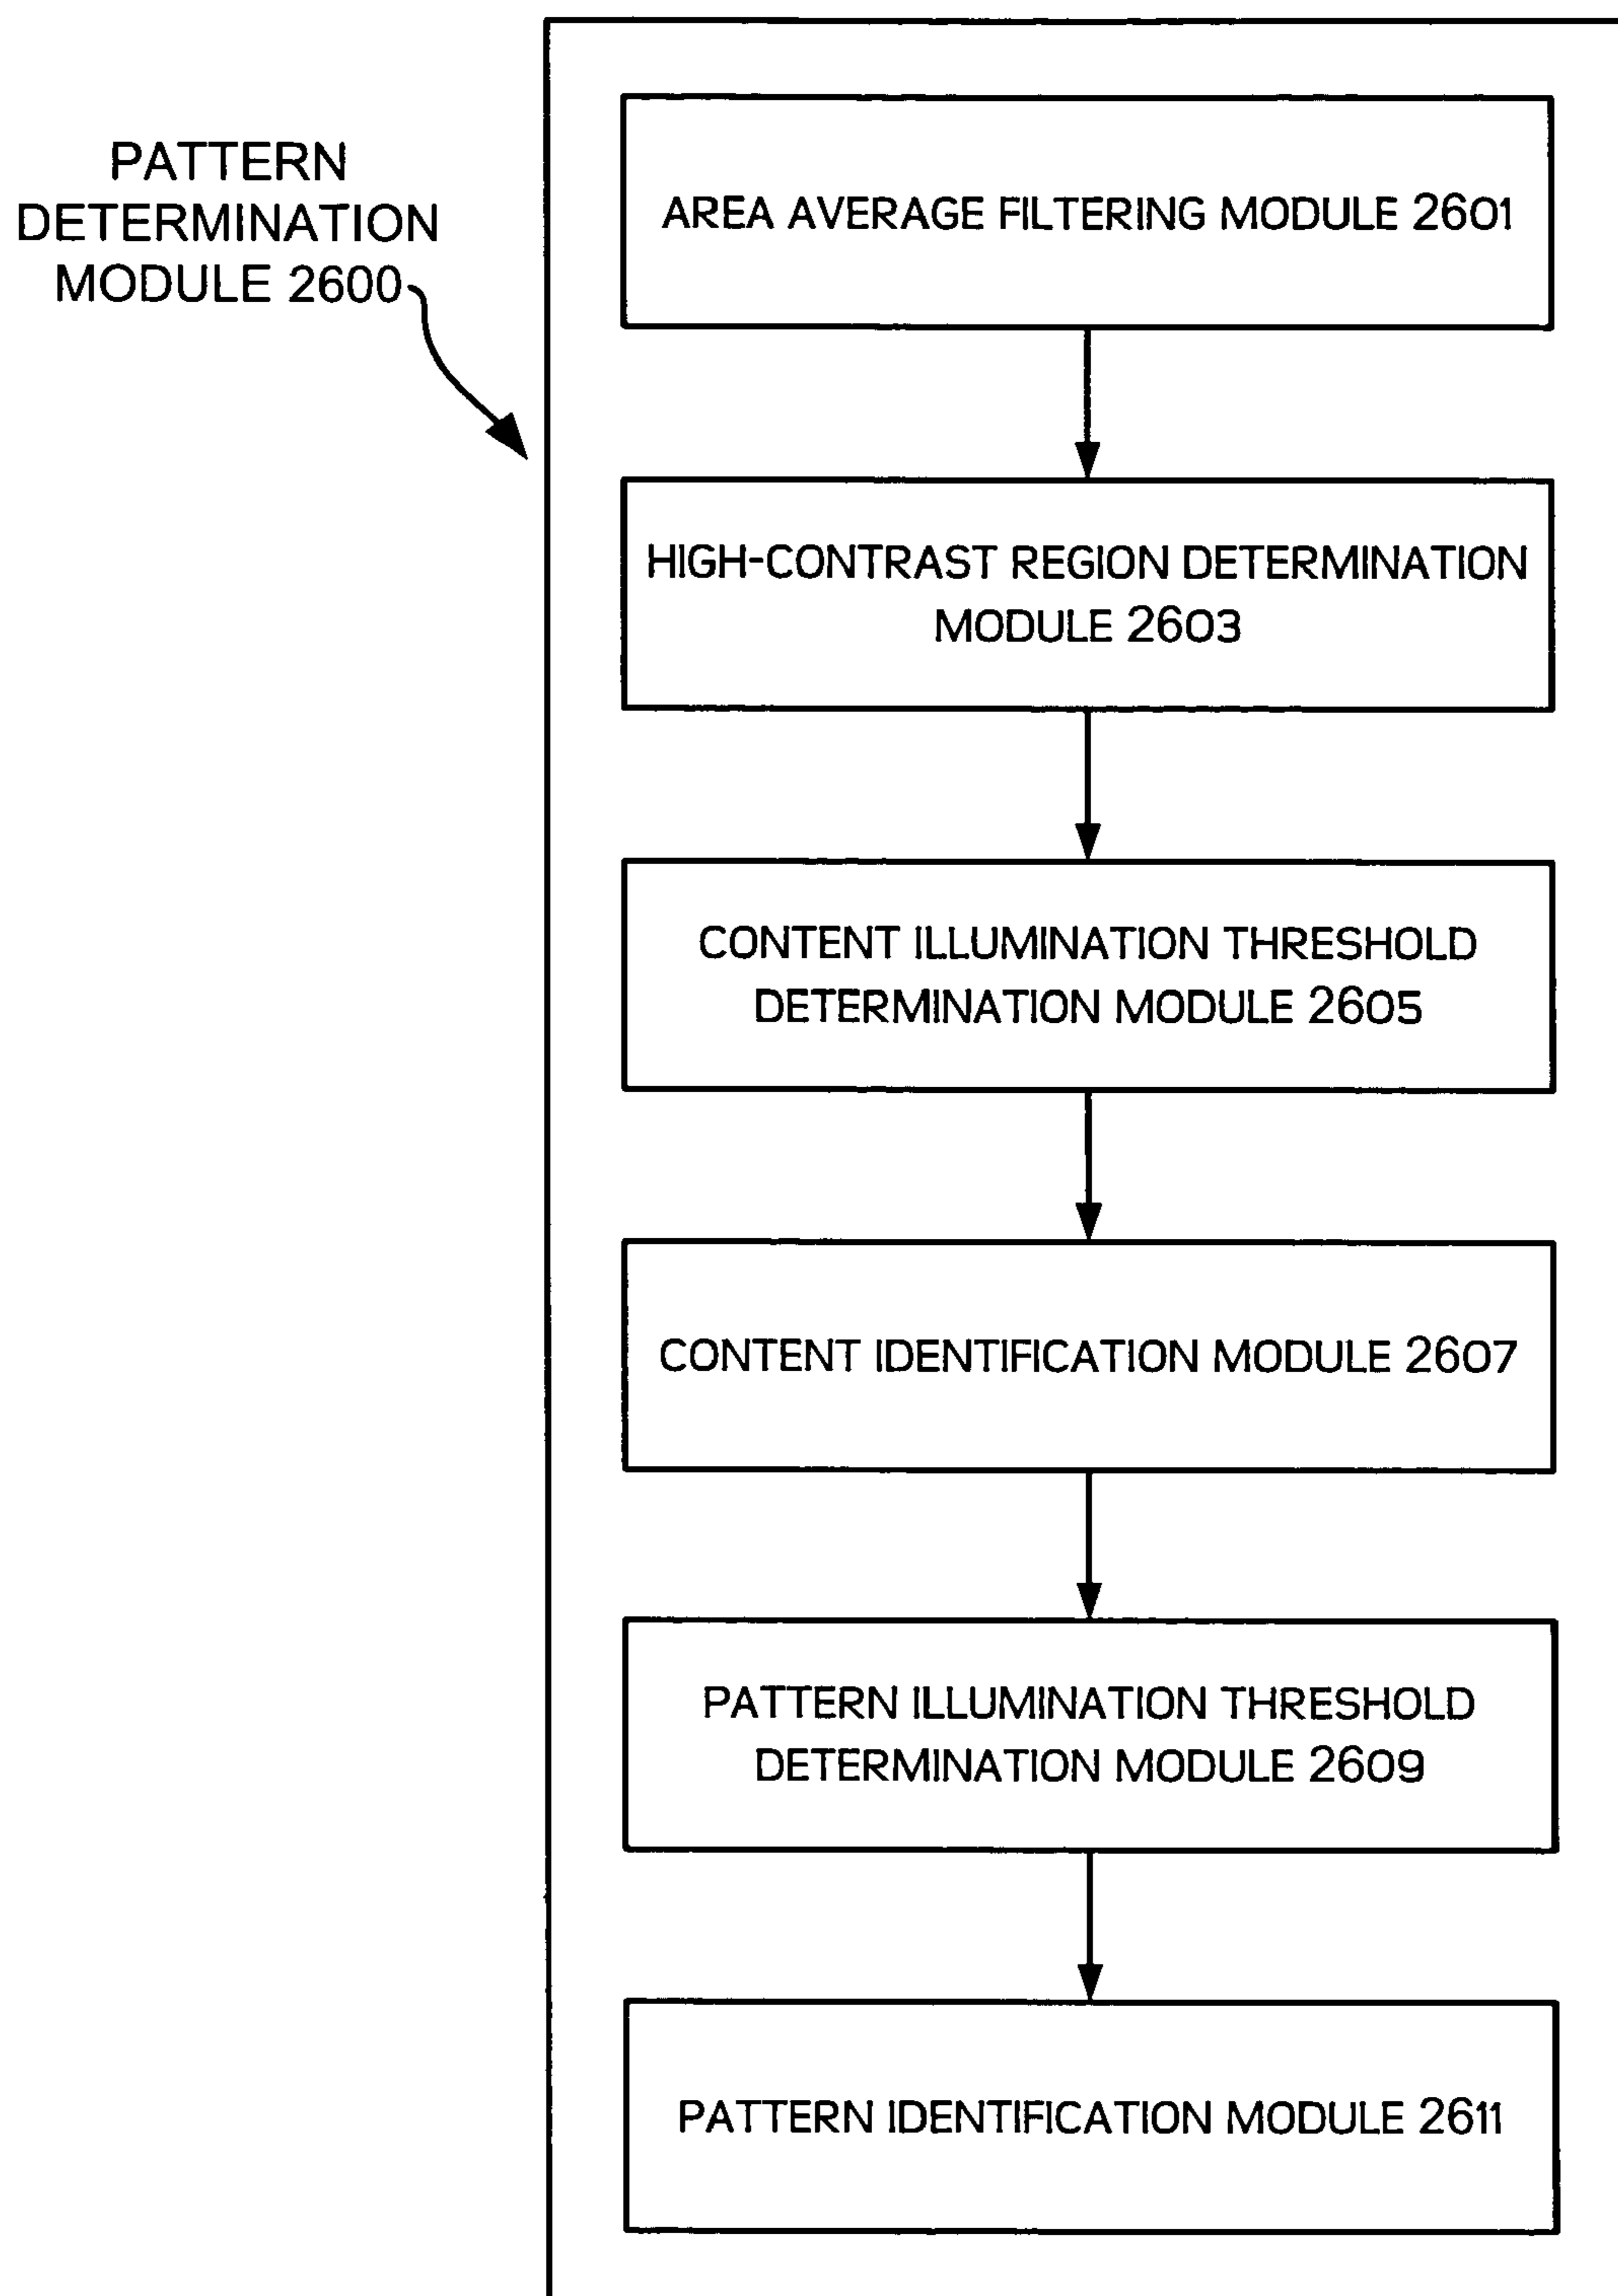 PATTERN
DETERMINATION
MODULE 2600
AREA AVERAGE FILTERING MODULE 2601
HIGH-CONTRAST REGION DETERMINATION
MODULE 2603
CONTENT ILLUMINATION THRESHOLD
DETERMINATION MODULE 2605
CONTENT IDENTIFICATION MODULE 2607
PATTERN ILLUMINATION THRESHOLD
DETERMINATION MODULE 2609
PATTERN IDENTIFICATION MODULE 2611